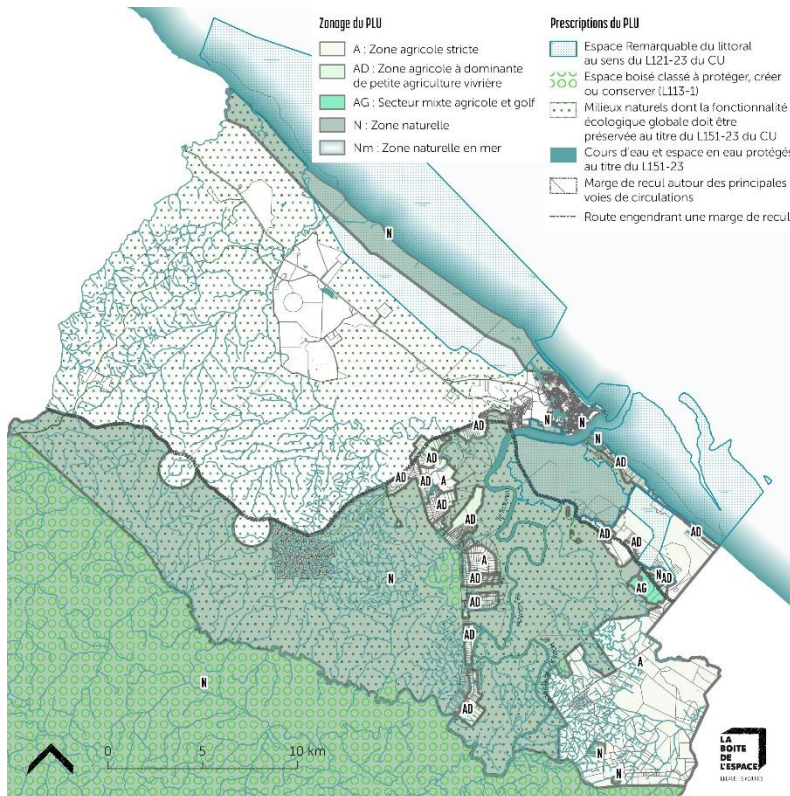 Zonage du PLU
A : Zone agricole stricte
AD : Zone agricole à dominante
de petite agriculture vivrière
AG : Secteur mixte agricole et golf
N : Zone naturelle
Nm : Zone naturelle en mer
Prescriptions du PLU
Espace Remarquable du littoral
au sens du L121-23 du CU
Espace boisé classé à protéger, créer
ou conserver (L113-1)
Milieux naturels dont la fonctionnalité
écologique globale doit être
préservée au titre du L151-23 du CU
Cours d'eau et espace en eau protégés
au titre du L151-23
Marge de recul autour des principales
voies de circulations
Route engendrant une marge de recul
N
N
N
N
AD
AD
AD
AD
AD
A
AD
AD
AD
AD
AD
A
N
AD
N
AD
AG
AD
AD
A
N
AD
N
N
0
5
10 km
LA
BOITE
DE
L'ESPACE